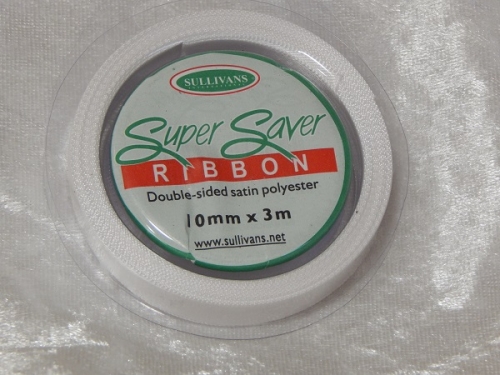 SULLIVANS
Super Saver
RIBBON
Double-sided satin polyester
10mm x 3m
www.sullivans.net